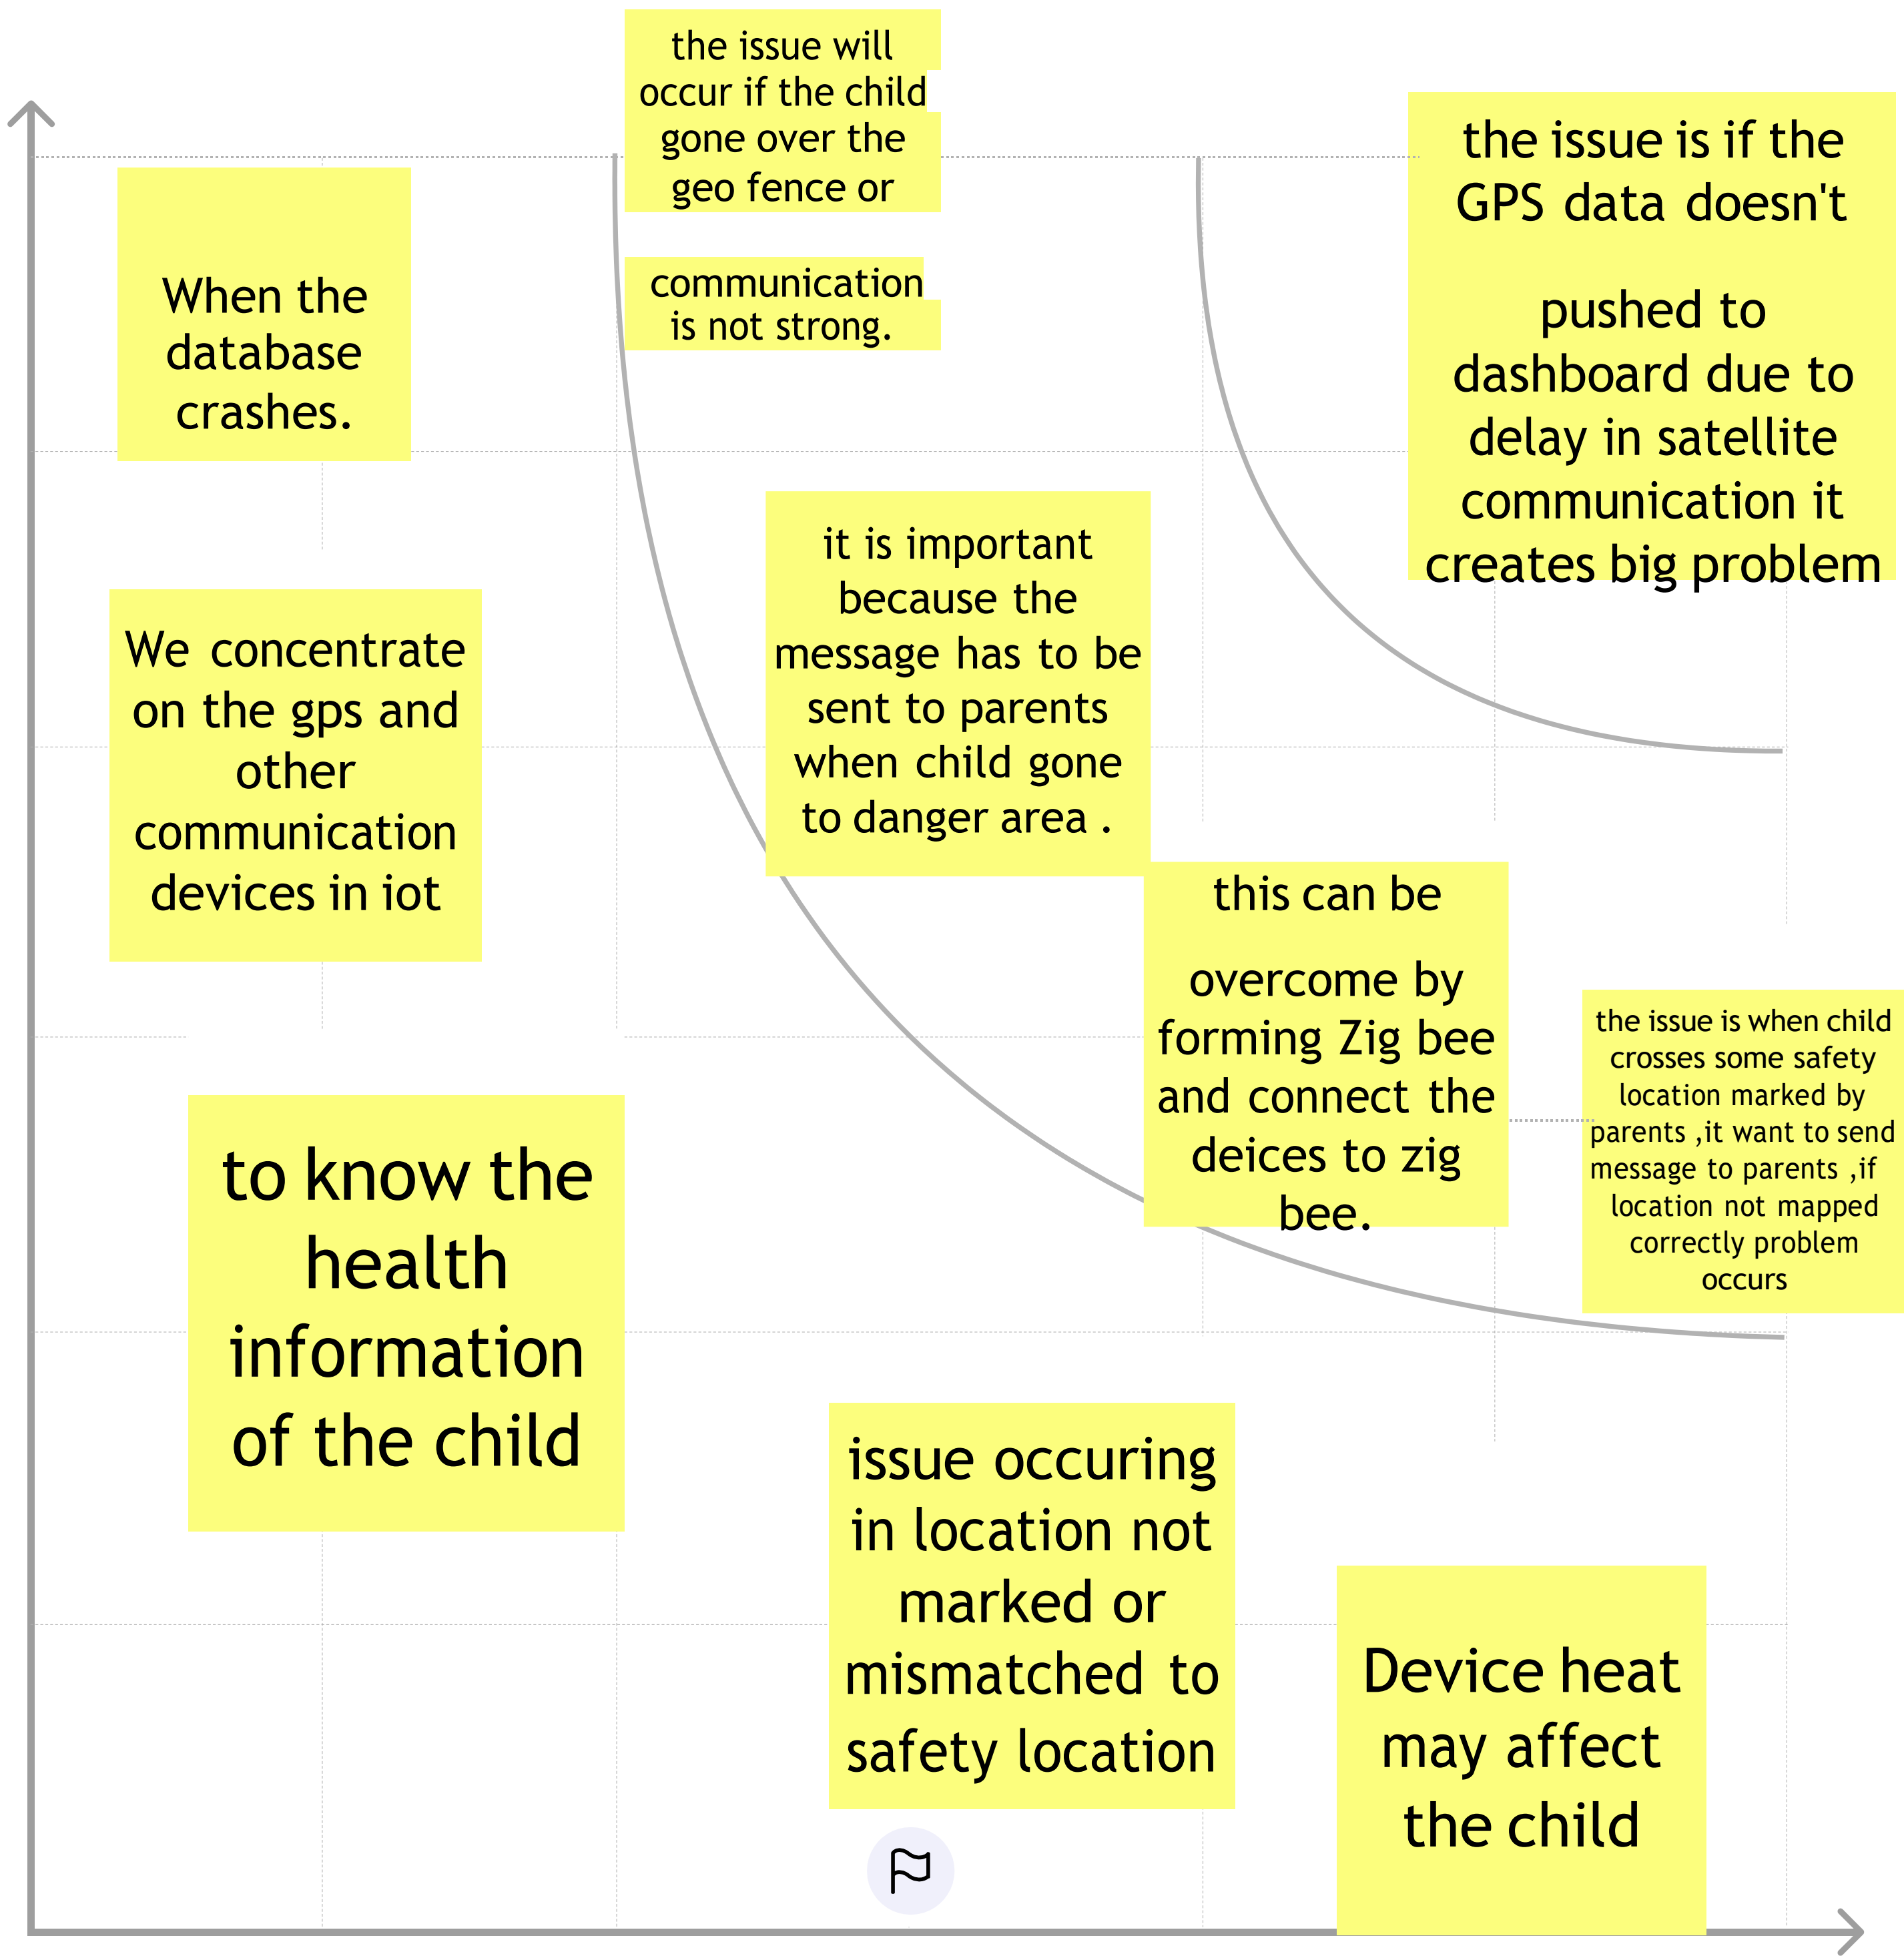 the issue will
occur if the child
gone over the
geo fence or
communication
is not strong.
the issue is if the
GPS data doesn't
pushed to
dashboard due to
delay in satellite
communication it
creates big problem
When the
database
crashes.
it is important
because the
message has to be
sent to parents
when child gone
to danger area .
We concentrate
on the gps and
other
communication
devices in iot
this can be
overcome by
forming Zig bee
and connect the
deices to zig
bee.
the issue is when child
crosses some safety
location marked by
parents ,it want to send
message to parents ,if
location not mapped
correctly problem
occurs
to know the
health
information
of the child
issue occuring
in location not
marked or
mismatched to
safety location
Device heat
may affect
the child